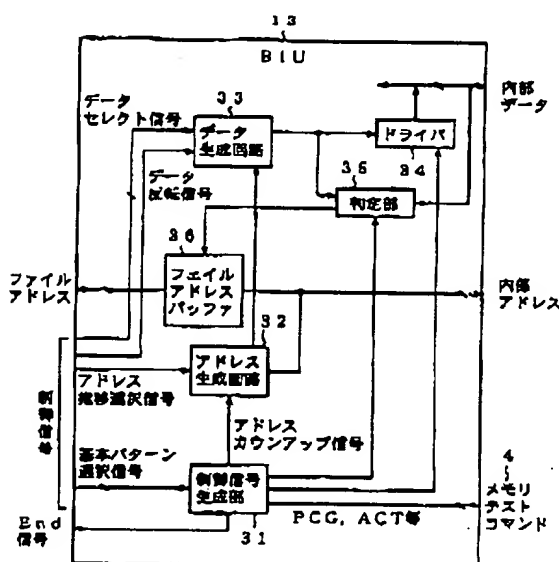 13
BIU
データ
セレクト信号
33
データ
生成回路
内部
データ
ドライバ
34
データ
反転信号
35
判定部
36
フェイル
アドレス
バッファ
ファイル
アドレス
内部
アドレス
32
アドレス
生成回路
制御信号
アドレス
推移選択信号
アドレス
カウンアップ信号
基本パターン
選択信号
制御信号
生成部
31
4
メモリ
テスト
コマンド
PCG, ACT等
End
信号